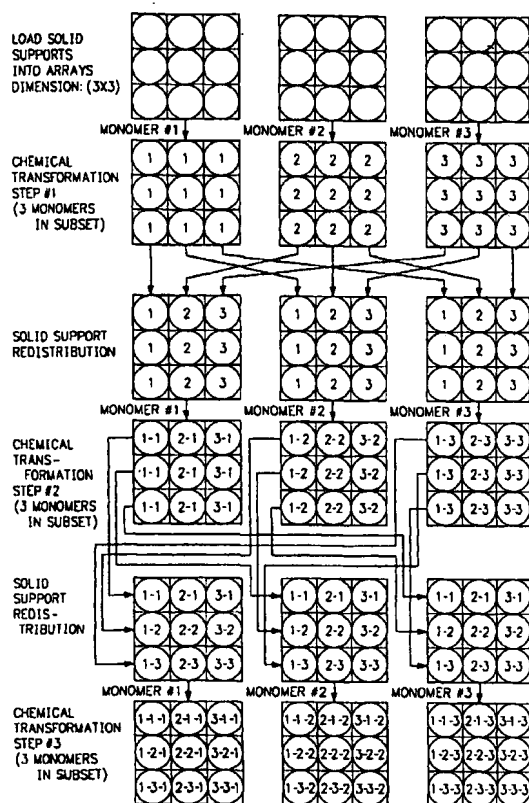 LOAD SOLID
SUPPORTS
INTO ARRAYS
DIMENSION: (3X3)
MONOMER #1 MONOMER #2 MONOMER #3
CHEMICAL
TRANSFORMATION
STEP #1
(3 MONOMERS
IN SUBSET)
1 1 1 2 2 2 3 3 3
1 1 1 2 2 2 3 3 3
1 1 1 2 2 2 3 3 3
SOLID SUPPORT
REDISTRIBUTION
1 2 3 1 2 3 1 2 3
1 2 3 1 2 3 1 2 3
1 2 3 1 2 3 1 2 3
MONOMER #1 MONOMER #2 MONOMER #3
CHEMICAL
TRANS-
FORMATION
STEP #2
(3 MONOMERS
IN SUBSET)
1-1 2-1 3-1 1-2 2-2 3-2 1-3 2-3 3-3
1-1 2-1 3-1 1-2 2-2 3-2 1-3 2-3 3-3
1-1 2-1 3-1 1-2 2-2 3-2 1-3 2-3 3-3
SOLID
SUPPORT
REDIS-
TRIBUTION
1-1 2-1 3-1 1-1 2-1 3-1 1-1 2-1 3-1
1-2 2-2 3-2 1-2 2-2 3-2 1-2 2-2 3-2
1-3 2-3 3-3 1-3 2-3 3-3 1-3 2-3 3-3
MONOMER #1 MONOMER #2 MONOMER #3
CHEMICAL
TRANSFORMATION
STEP #3
(3 MONOMERS
IN SUBSET)
1-1-1 2-1-1 3-1-1 1-1-2 2-1-2 3-1-2 1-1-3 2-1-3 3-1-3
1-2-1 2-2-1 3-2-1 1-2-2 2-2-2 3-2-2 1-2-3 2-2-3 3-2-3
1-3-1 2-3-1 3-3-1 1-3-2 2-3-2 3-3-2 1-3-3 2-3-3 3-3-3